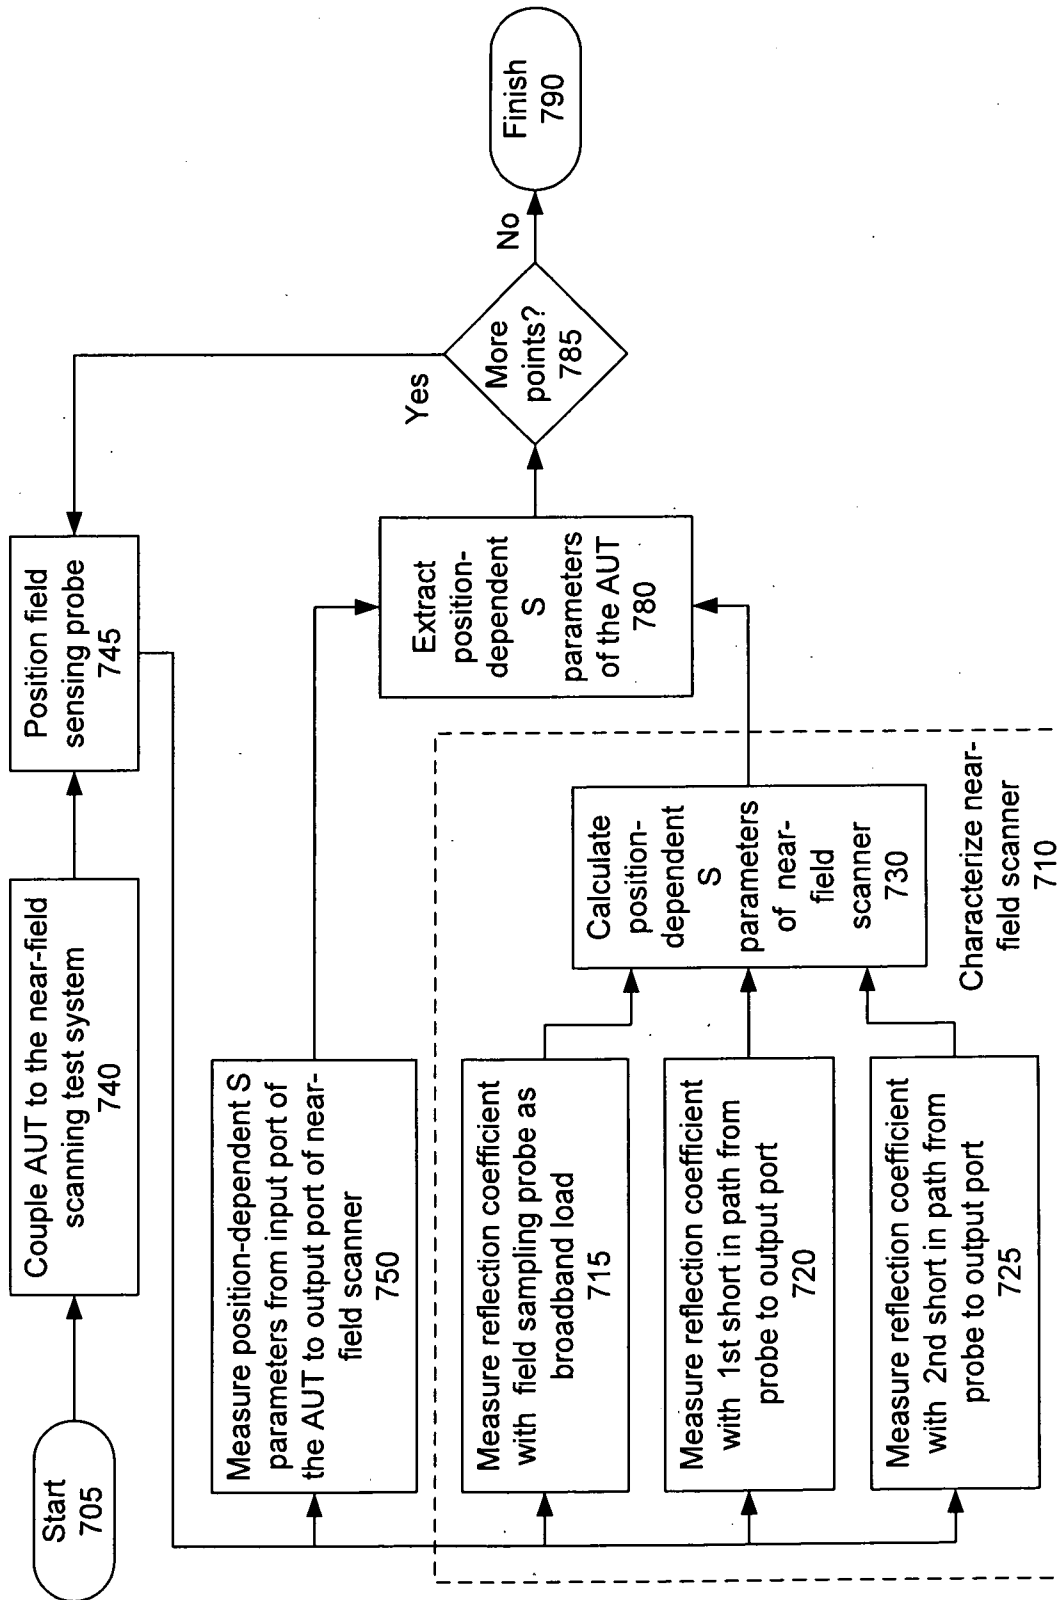 Start
705
Couple AUT to the near-field
scanning test system
740
Position field
sensing probe
745
Measure position-dependent S
parameters from input port of
the AUT to output port of near-
field scanner
750
Measure reflection coefficient
with field sampling probe as
broadband load
715
Measure reflection coefficient
with 1st short in path from
probe to output port
720
Measure reflection coefficient
with 2nd short in path from
probe to output port
725
Calculate
position-
dependent
S
parameters
of near-
field
scanner
730
Characterize near-
field scanner
710
Extract
position-
dependent
S
parameters
of the AUT
780
More
points?
785
Yes
No
Finish
790